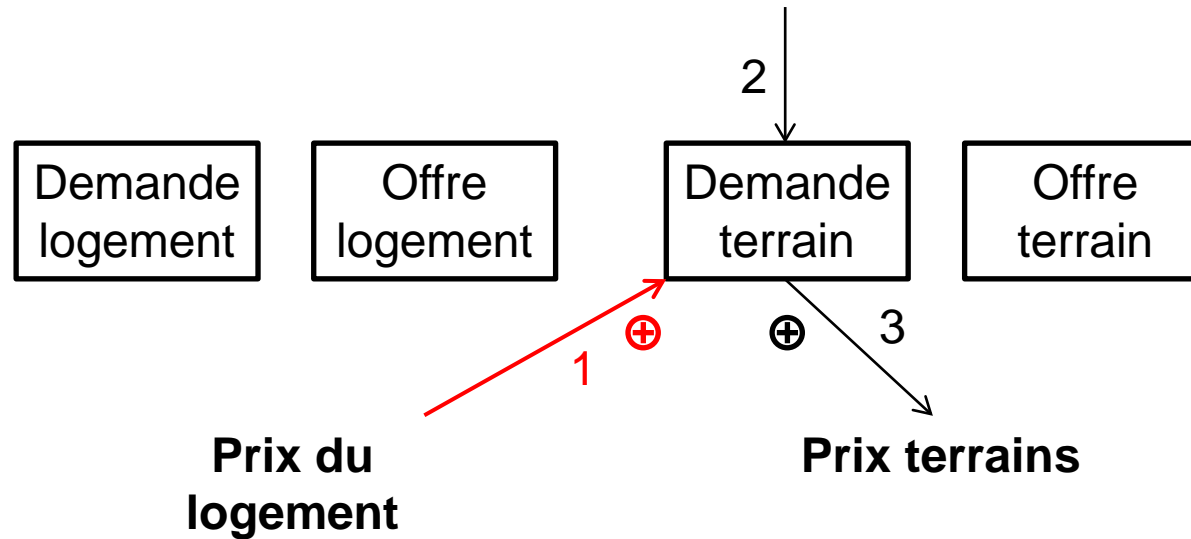 2
Demande
logement
Offre
logement
Demande
terrain
Offre
terrain
1
3
Prix du
logement
Prix terrains